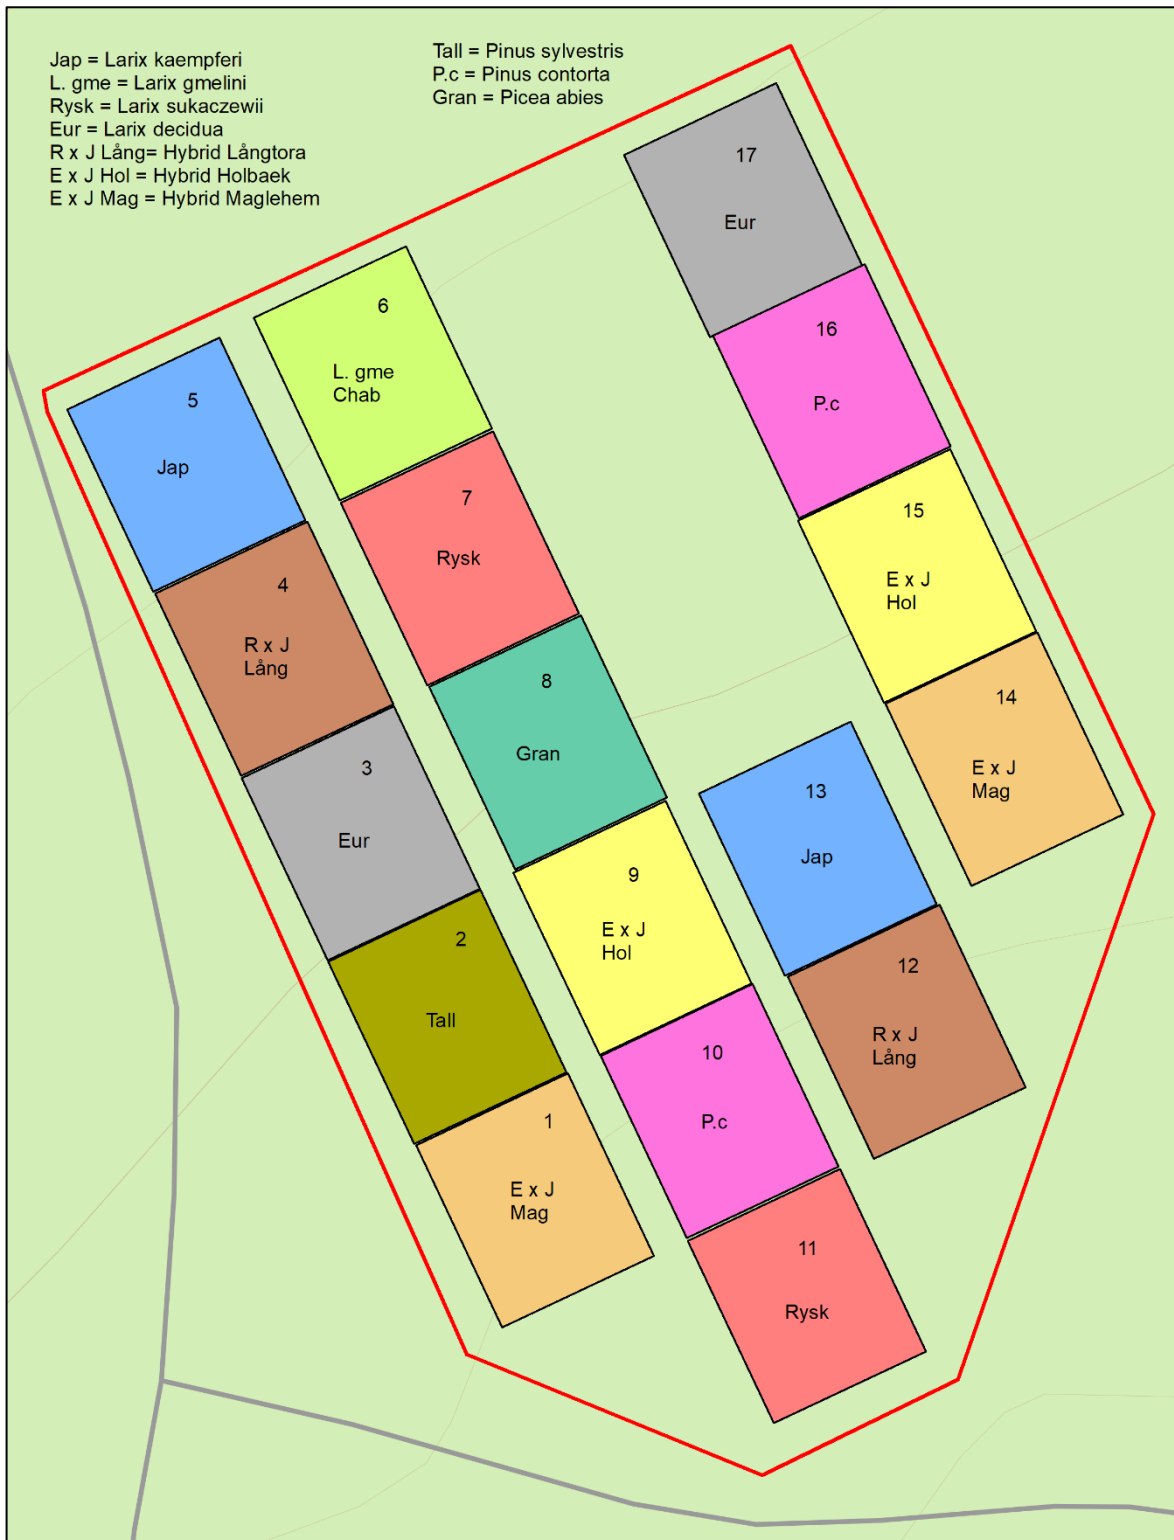 Jap = Larix kaempferi
L. gme = Larix gmelini
Rysk = Larix sukaczewii
Eur = Larix decidua
R x J Lång= Hybrid Långtora
E x J Hol = Hybrid Holbaek
E x J Mag = Hybrid Maglehem
Tall = Pinus sylvestris
P.c = Pinus contorta
Gran = Picea abies
17
Eur
16
P.c
15
E x J
Hol
14
E x J
Mag
6
L. gme
Chab
7
Rysk
8
Gran
9
E x J
Hol
10
P.c
11
Rysk
5
Jap
4
R x J
Lång
3
Eur
2
Tall
1
E x J
Mag
13
Jap
12
R x J
Lång